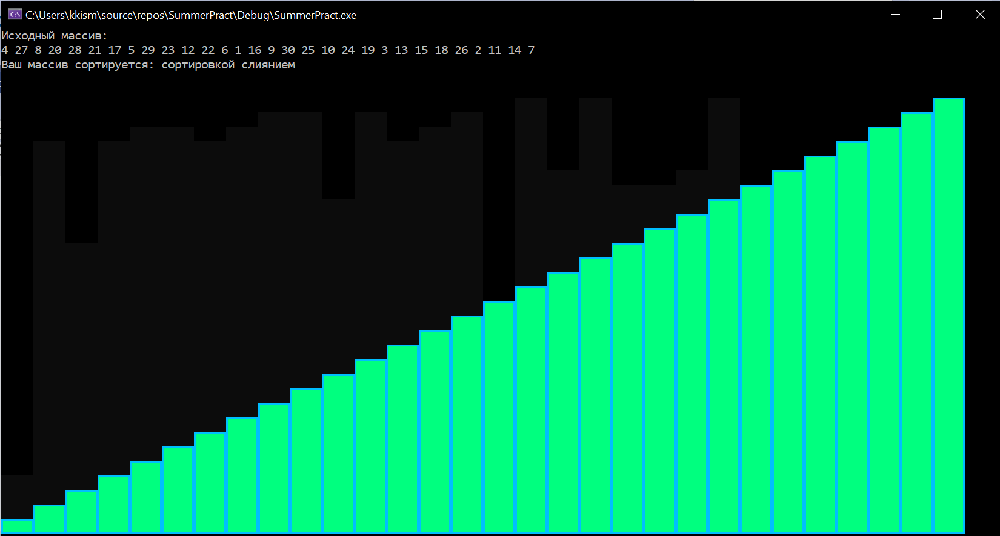 C:\Users\kkism\source\repos\SummerPract\Debug\SummerPract.exe
Исходный массив:
4 27 8 20 28 21 17 5 29 23 12 22 6 1 16 9 30 25 10 24 19 3 13 15 18 26 2 11 14 7
Ваш массив сортируется: сортировкой слиянием